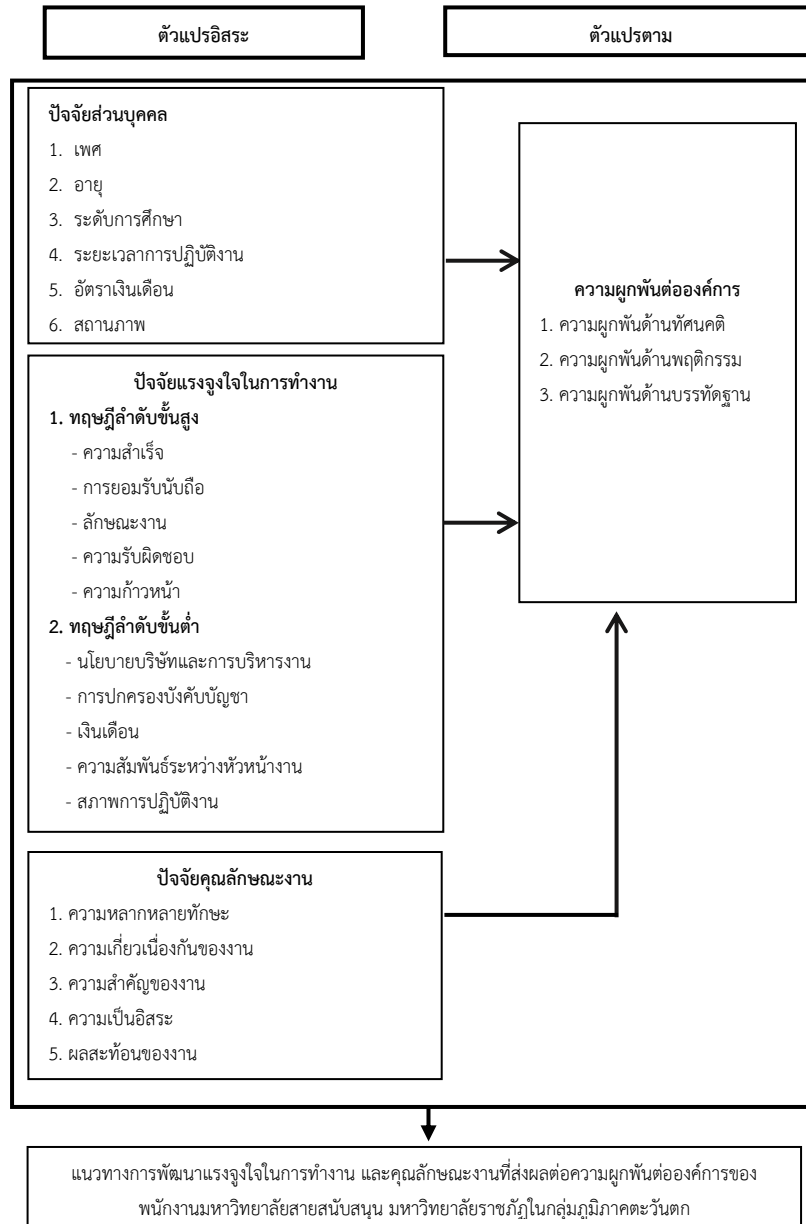 ตัวแปรอิสระ
ตัวแปรตาม
ปัจจัยส่วนบุคคล
1. เพศ
2. อายุ
3. ระดับการศึกษา
4. ระยะเวลาการปฏิบัติงาน
5. อัตราเงินเดือน
6. สถานภาพ
ปัจจัยแรงจูงใจในการทำงาน
1. ทฤษฎีลำดับขั้นสูง
- ความสำเร็จ
- การยอมรับนับถือ
- ลักษณะงาน
- ความรับผิดชอบ
- ความก้าวหน้า
2. ทฤษฎีลำดับขั้นต่ำ
- นโยบายบริษัทและการบริหารงาน
- การปกครองบังคับบัญชา
- เงินเดือน
- ความสัมพันธ์ระหว่างหัวหน้างาน
- สภาพการปฏิบัติงาน
ปัจจัยคุณลักษณะงาน
1. ความหลากหลายทักษะ
2. ความเกี่ยวเนื่องกันของงาน
3. ความสำคัญของงาน
4. ความเป็นอิสระ
5. ผลสะท้อนของงาน
ความผูกพันต่อองค์การ
1. ความผูกพันด้านทัศนคติ
2. ความผูกพันด้านพฤติกรรม
3. ความผูกพันด้านบรรทัดฐาน
แนวทางการพัฒนาแรงจูงใจในการทำงาน และคุณลักษณะงานที่ส่งผลต่อความผูกพันต่อองค์การของ
พนักงานมหาวิทยาลัยสายสนับสนุน มหาวิทยาลัยราชภัฏในกลุ่มภูมิภาคตะวันตก